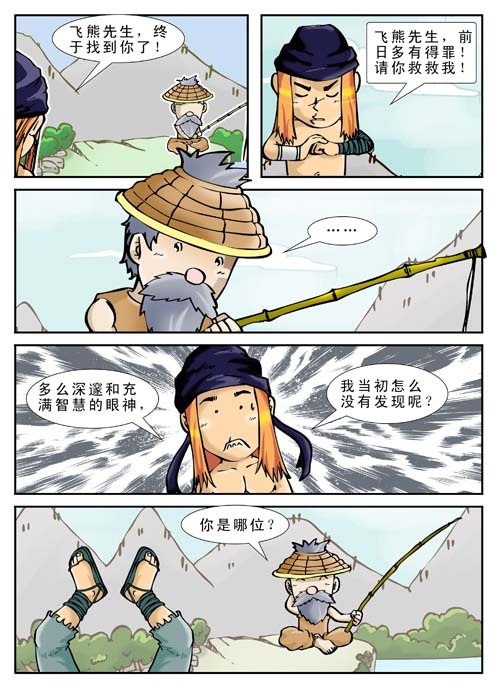 飞熊先生，终
于找到你了！
飞熊先生，前
日多有得罪！
请你救救我！
……
多么深邃和充
满智慧的眼神，
我当初怎么
没有发现呢？
你是哪位？